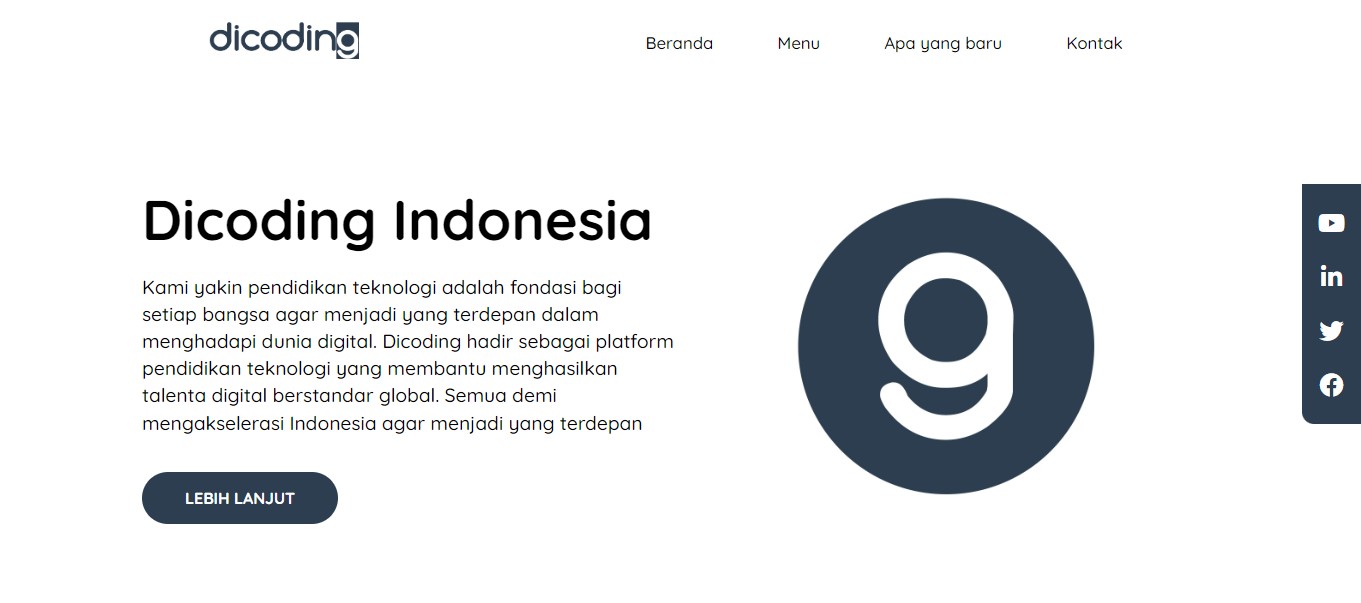 dicoding
Beranda
Menu
Apa yang baru
Kontak
Dicoding Indonesia
Kami yakin pendidikan teknologi adalah fondasi bagi
setiap bangsa agar menjadi yang terdepan dalam
menghadapi dunia digital. Dicoding hadir sebagai platform
pendidikan teknologi yang membantu menghasilkan
talenta digital berstandar global. Semua demi
mengakselerasi Indonesia agar menjadi yang terdepan
LEBIH LANJUT
g
in